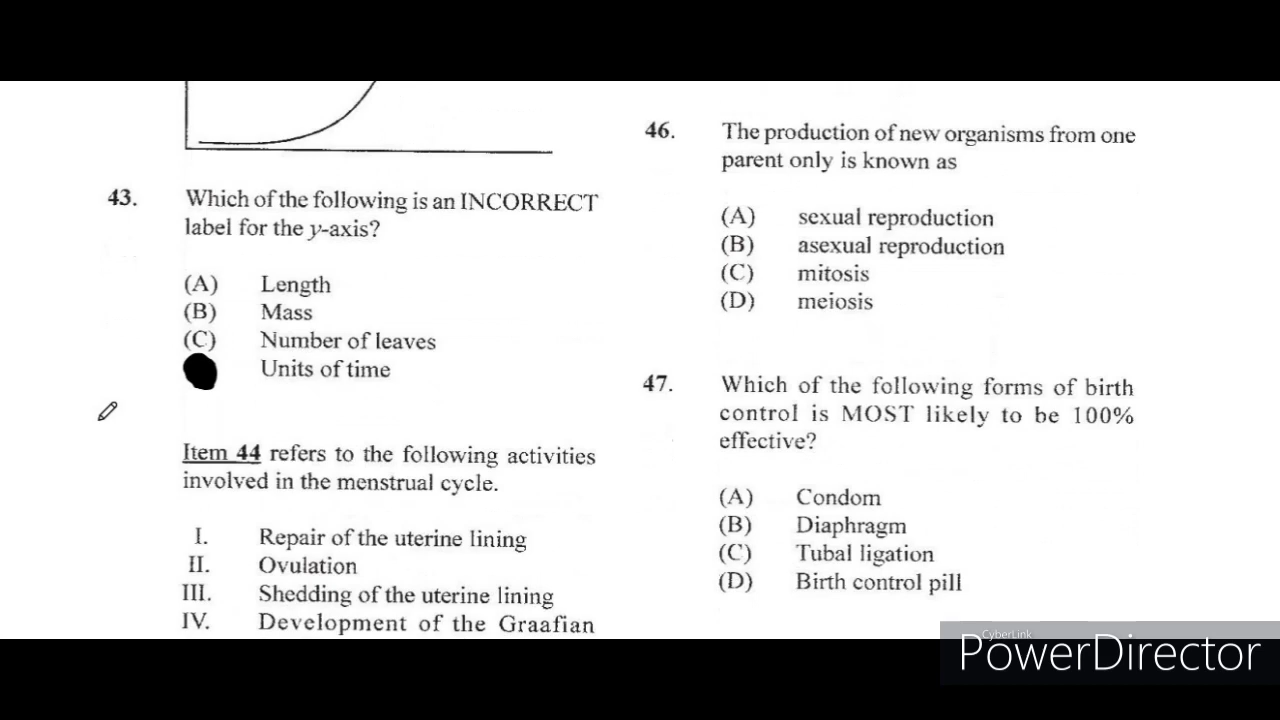 43. Which of the following is an INCORRECT
label for the y-axis?
(A) Length
(B) Mass
(C) Number of leaves
Units of time
Item 44 refers to the following activities
involved in the menstrual cycle.
I. Repair of the uterine lining
II. Ovulation
III. Shedding of the uterine lining
IV. Development of the Graafian
46. The production of new organisms from one
parent only is known as
(A) sexual reproduction
(B) asexual reproduction
(C) mitosis
(D) meiosis
47. Which of the following forms of birth
control is MOST likely to be 100%
effective?
(A) Condom
(B) Diaphragm
(C) Tubal ligation
(D) Birth control pill
CyberLink
PowerDirector